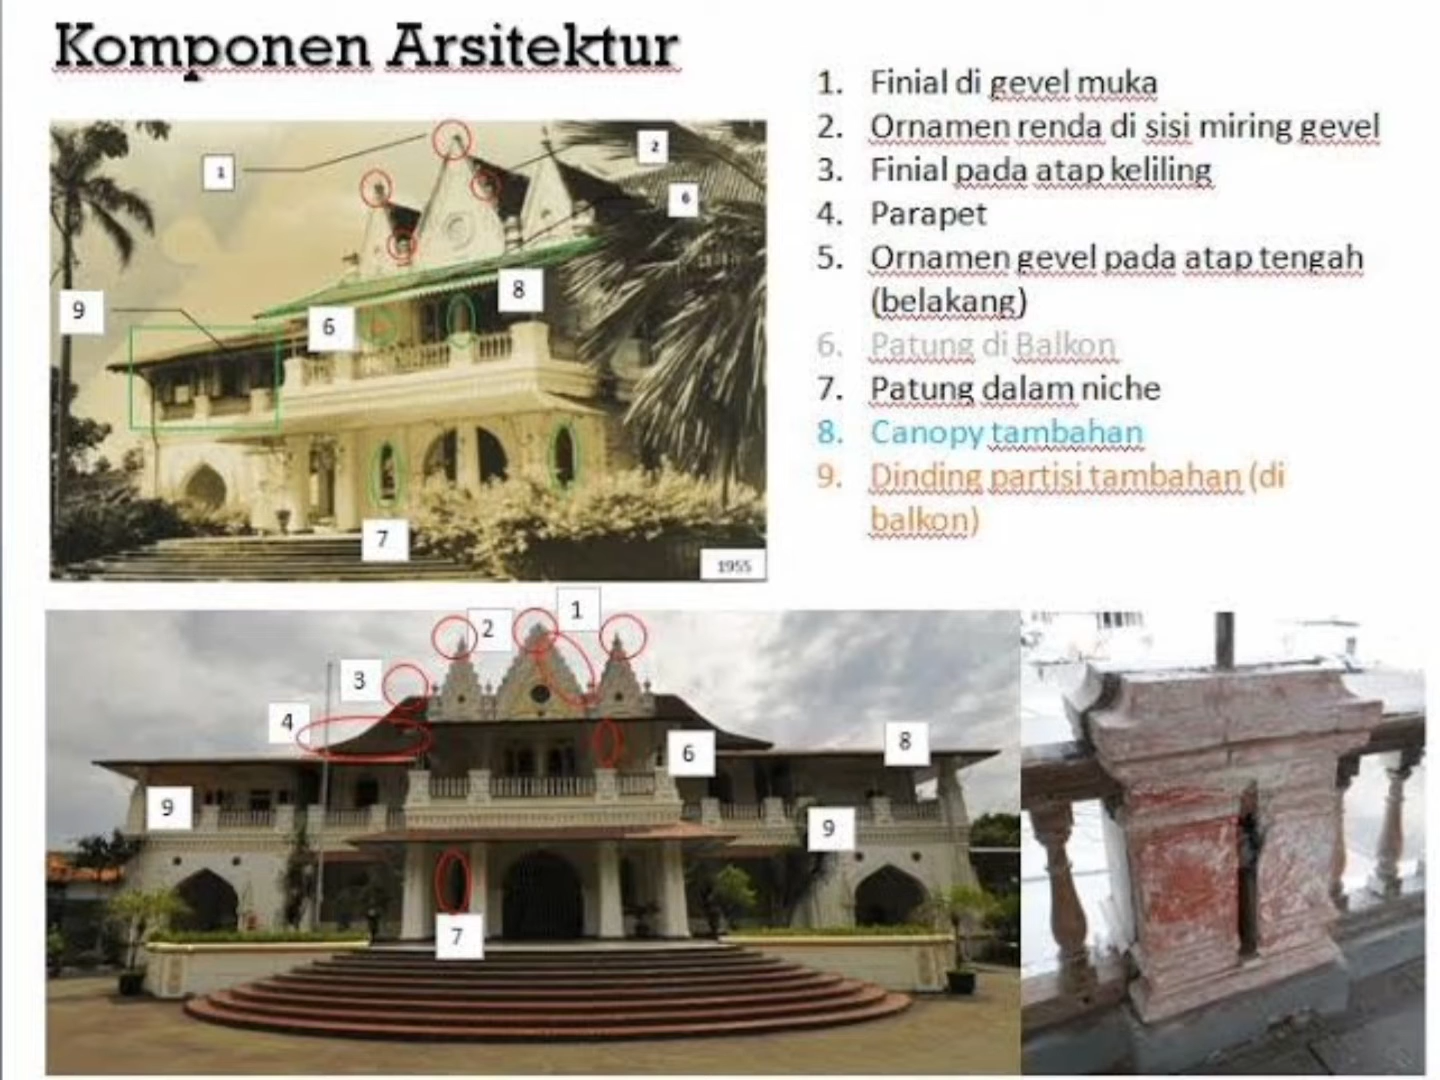 Komponen Arsitektur
1. Finial di gevel muka
2. Ornamen renda di sisi miring gevel
3. Finial pada atap keliling
4. Parapet
5. Ornamen gevel pada atap tengah
(belakang)
6. Patung di Balkon
7. Patung dalam niche
8. Canopy tambahan
9. Dinding partisi tambahan (di
balkon)
1
2
6
9
8
6
7
1955
1
2
3
4
6
8
9
9
7